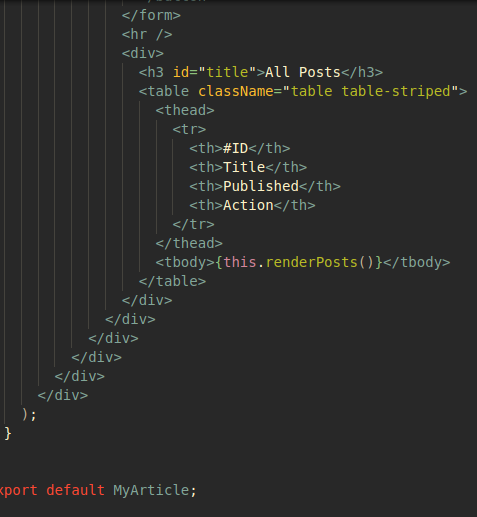 </form>
<hr />
<div>
<h3 id="title">All Posts</h3>
<table className="table table-striped">
<thead>
<tr>
<th>#ID</th>
<th>Title</th>
<th>Published</th>
<th>Action</th>
</tr>
</thead>
<tbody>{this.renderPosts()}</tbody>
</table>
</div>
</div>
</div>
</div>
</div>
</div>
);
}
xport default MyArticle;